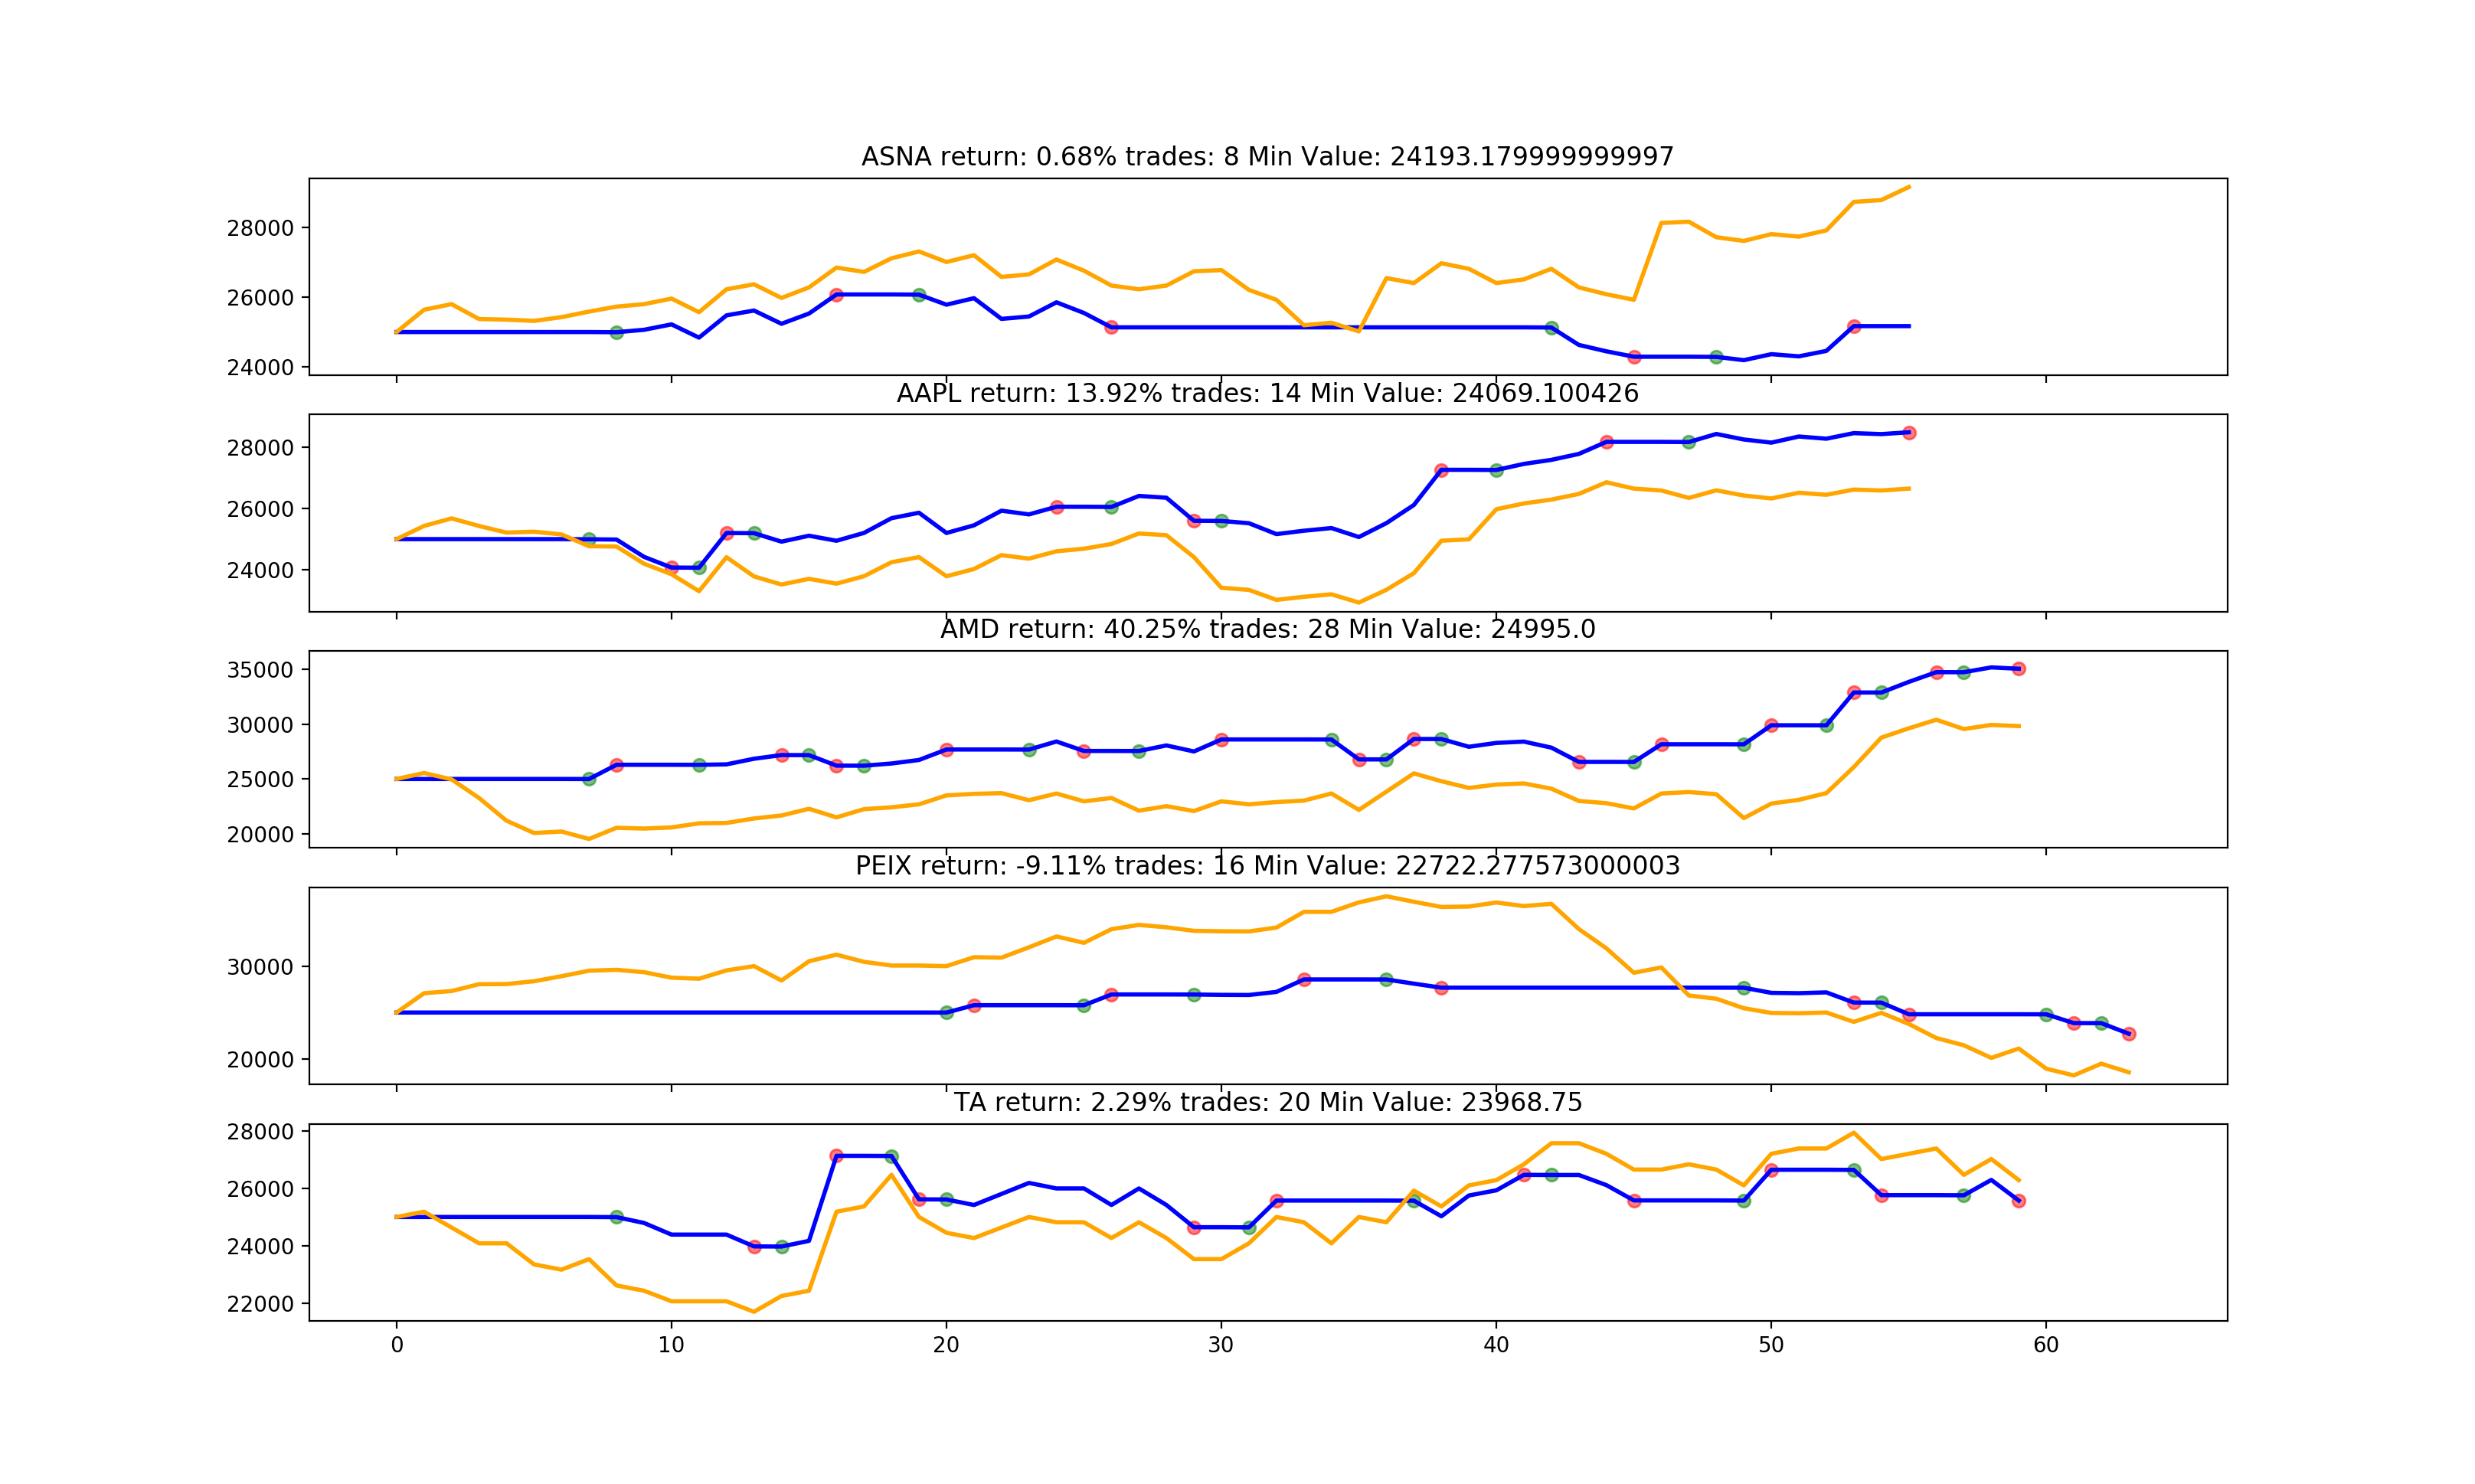 ASNA return: 0.68% trades: 8 Min Value: 24193.179999999997
28000
26000
24000
AAPL return: 13.92% trades: 14 Min Value: 24069.100426
28000
26000
24000
AMD return: 40.25% trades: 28 Min Value: 24995.0
35000
30000
25000
20000
PEIX return: -9.11% trades: 16 Min Value: 22722.277573000003
30000
20000
TA return: 2.29% trades: 20 Min Value: 23968.75
28000
26000
24000
22000
0 10 20 30 40 50 60